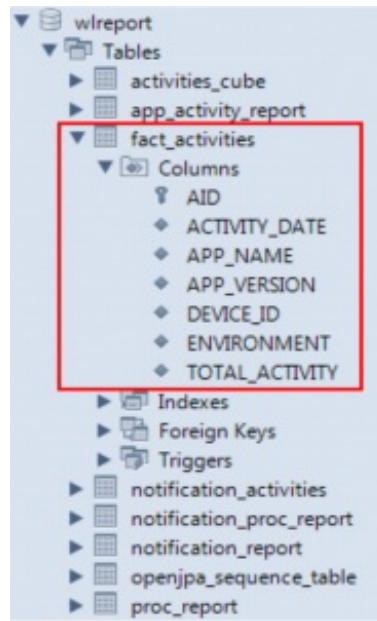 wlreport
Tables
activities_cube
app_activity_report
fact_activities
Columns
AID
ACTIVITY_DATE
APP_NAME
APP_VERSION
DEVICE_ID
ENVIRONMENT
TOTAL_ACTIVITY
Indexes
Foreign Keys
Triggers
notification_activities
notification_proc_report
notification_report
openjpa_sequence_table
proc_report